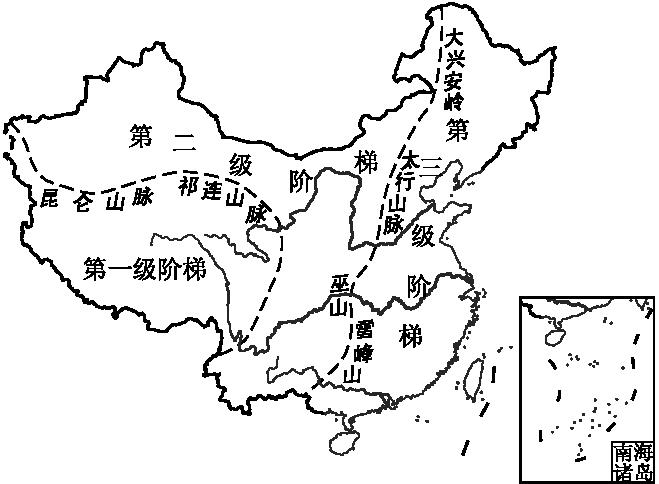 大兴安岭
第二级阶梯
第三级阶梯
太行山脉
昆仑山脉
祁连山脉
第一级阶梯
巫山
雪峰山
南海
诸岛